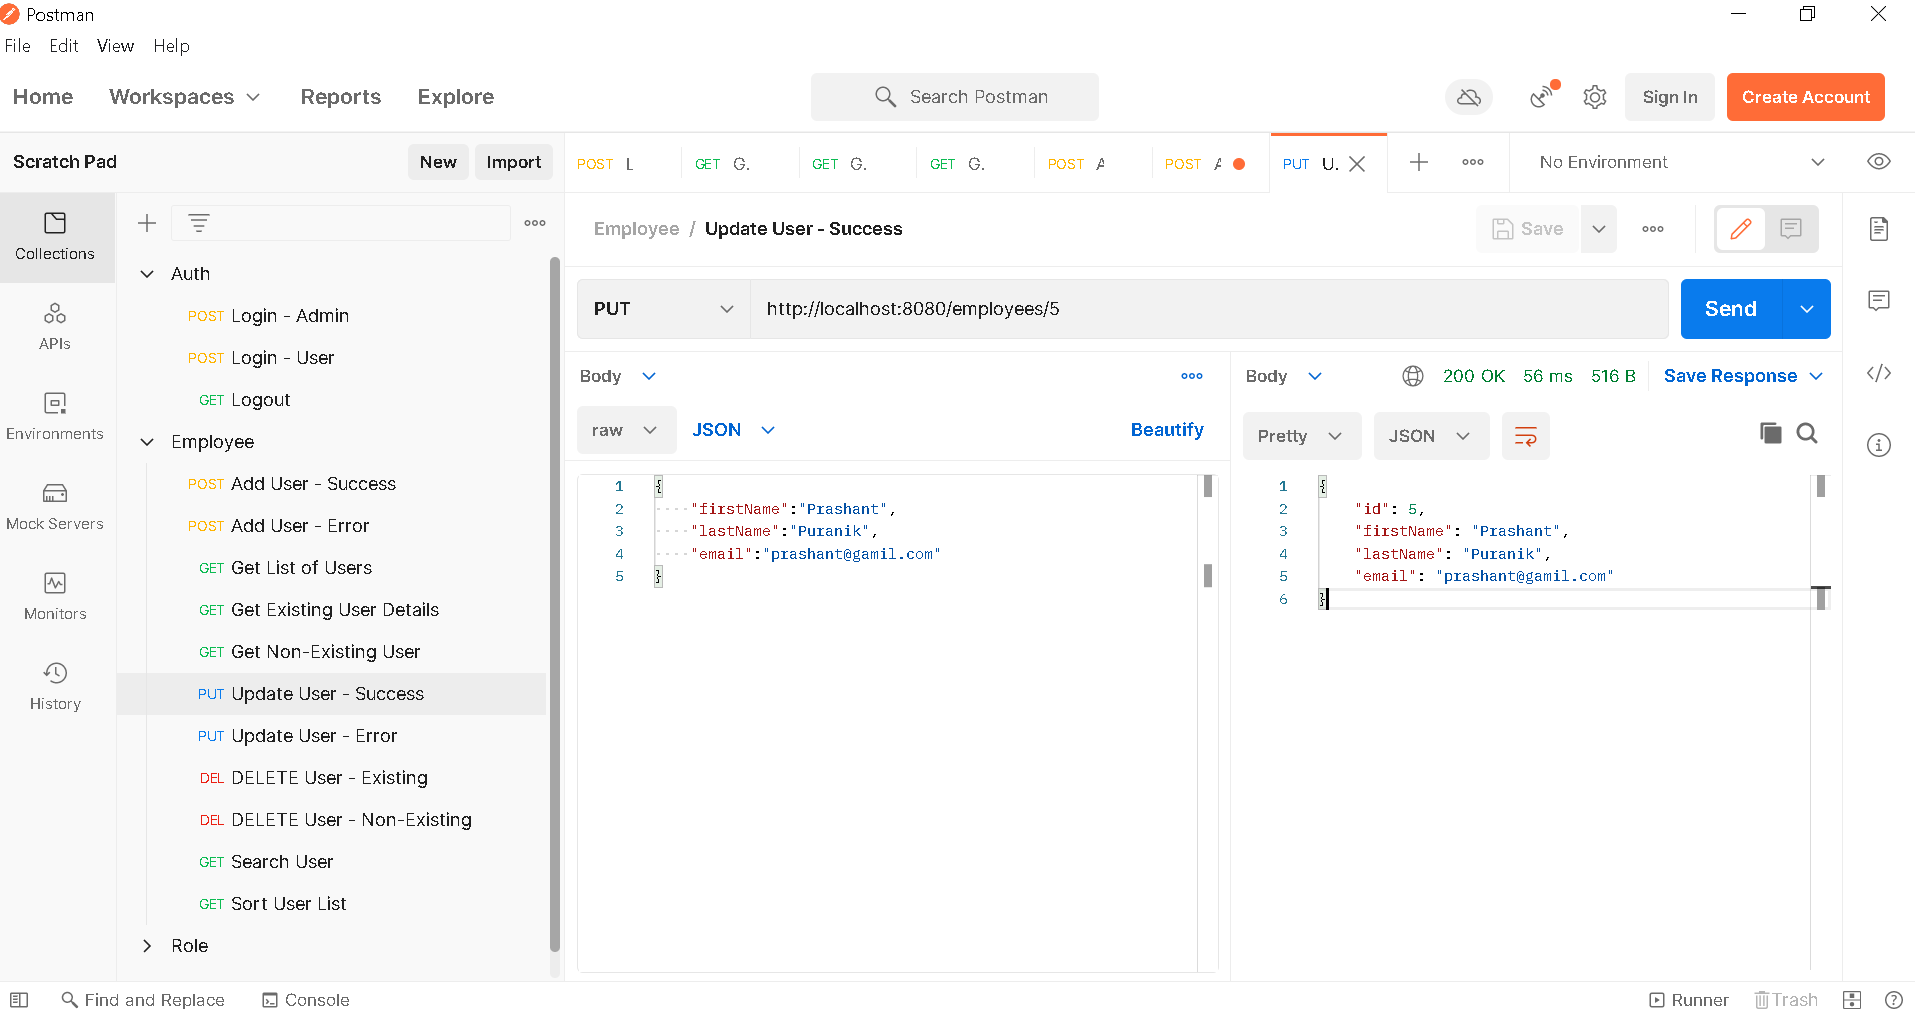 Postman
File Edit View Help
Home Workspaces Reports Explore Search Postman Sign In Create Account
Scratch Pad New Import
POST L GET G. GET G. GET G. POST A POST A PUT U. No Environment
Collections
APIs
Environments
Mock Servers
Monitors
History
Auth
POST Login - Admin
POST Login - User
GET Logout
Employee
POST Add User - Success
POST Add User - Error
GET Get List of Users
GET Get Existing User Details
GET Get Non-Existing User
PUT Update User - Success
PUT Update User - Error
DEL DELETE User - Existing
DEL DELETE User - Non-Existing
GET Search User
GET Sort User List
Role
Employee / Update User - Success Save
PUT http://localhost:8080/employees/5 Send
Body
raw JSON Beautify
1 {
2 "firstName":"Prashant",
3 "lastName":"Puranik",
4 "email":"prashant@gamil.com"
5 }
Body 200 OK 56 ms 516 B Save Response
Pretty JSON
1 {
2 "id": 5,
3 "firstName": "Prashant",
4 "lastName": "Puranik",
5 "email": "prashant@gamil.com"
6 }
Find and Replace Console Runner Trash